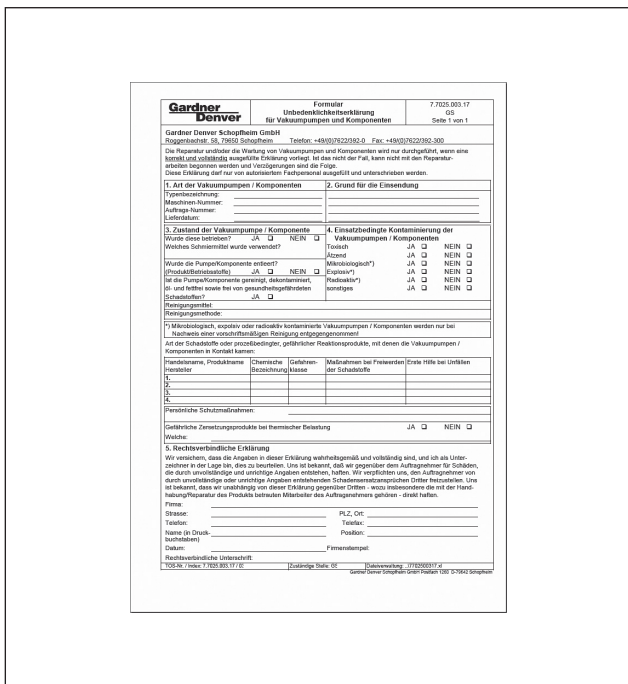 Gardner
Denver
Formular
Unbedenklichkeitserklärung
für Vakuumpumpen und Komponenten
7.7025.003.17
GS
Seite 1 von 1
Gardner Denver Schopfheim GmbH
Roggenbachstr. 58, 79650 Schopfheim Telefon: +49/(0)7622/392-0 Fax: +49/(0)7622/392-300
Die Reparatur und/oder die Wartung von Vakuumpumpen und Komponenten wird nur durchgeführt, wenn eine
korrekt und vollständig ausgefüllte Erklärung vorliegt. Ist das nicht der Fall, kann nicht mit den Reparatur-
arbeiten begonnen werden und Verzögerungen sind die Folge.
Diese Erklärung darf nur von autorisiertem Fachpersonal ausgefüllt und unterschrieben werden.
1. Art der Vakuumpumpen / Komponenten
Typenbezeichnung:
Maschinen-Nummer:
Auftrags-Nummer:
Lieferdatum:
2. Grund für die Einsendung
3. Zustand der Vakuumpumpe / Komponente
Wurde diese betrieben? JA NEIN
Welches Schmiermittel wurde verwendet?
Wurde die Pumpe/Komponente entleert?
(Produkt/Betriebsstoffe) JA NEIN
Ist die Pumpe/Komponente gereinigt, dekontaminiert,
öl- und fettfrei sowie frei von gesundheitsgefährdeten
Schadstoffen? JA
4. Einsatzbedingte Kontaminierung der
Vakuumpumpen / Komponenten
Toxisch JA NEIN
Ätzend JA NEIN
Mikrobiologisch*) JA NEIN
Explosiv*) JA NEIN
Radioaktiv*) JA NEIN
sonstiges JA NEIN
Reinigungsmittel:
Reinigungsmethode:
*) Mikrobiologisch, expolsiv oder radioaktiv kontaminierte Vakuumpumpen / Komponenten werden nur bei
Nachweis einer vorschriftsmäßigen Reinigung entgegengenommen!
Art der Schadstoffe oder prozeßbedingter, gefährlicher Reaktionsprodukte, mit denen die Vakuumpumpen /
Komponenten in Kontakt kamen:
Handelsname, Produktname
Hersteller
Chemische
Bezeichnung
Gefahren-
klasse
Maßnahmen bei Freiwerden
der Schadstoffe
Erste Hilfe bei Unfällen
1.
2.
3.
4.
Persönliche Schutzmaßnahmen:
Gefährliche Zersetzungsprodukte bei thermischer Belastung JA NEIN
Welche:
5. Rechtsverbindliche Erklärung
Wir versichern, dass die Angaben in dieser Erklärung wahrheitsgemäß und vollständig sind, und ich als Unter-
zeichner in der Lage bin, dies zu beurteilen. Uns ist bekannt, daß wir gegenüber dem Auftragnehmer für Schäden,
die durch unvollständige und unrichtige Angaben entstehen, haften. Wir verpflichten uns, den Auftragnehmer von
durch unvollständige oder unrichtige Angaben entstehenden Schadensersatzansprüchen Dritter freizustellen. Uns
ist bekannt, dass wir unabhängig von dieser Erklärung gegenüber Dritten - wozu insbesondere die mit der Hand-
habung/Reparatur des Produkts betrauten Mitarbeiter des Auftragnehmers gehören - direkt haften.
Firma:
Strasse: PLZ, Ort:
Telefon: Telefax:
Name (in Druck-
buchstaben) Position:
Datum: Firmenstempel:
Rechtsverbindliche Unterschrift:
TOS-Nr. / Index: 7.7025.003.17 / 0 Zuständige Stelle: GS Dateiverwaltung: ../7702500317.xl
Gardner Denver Schopfheim GmbH Postfach 1260 D-79642 Schopfheim